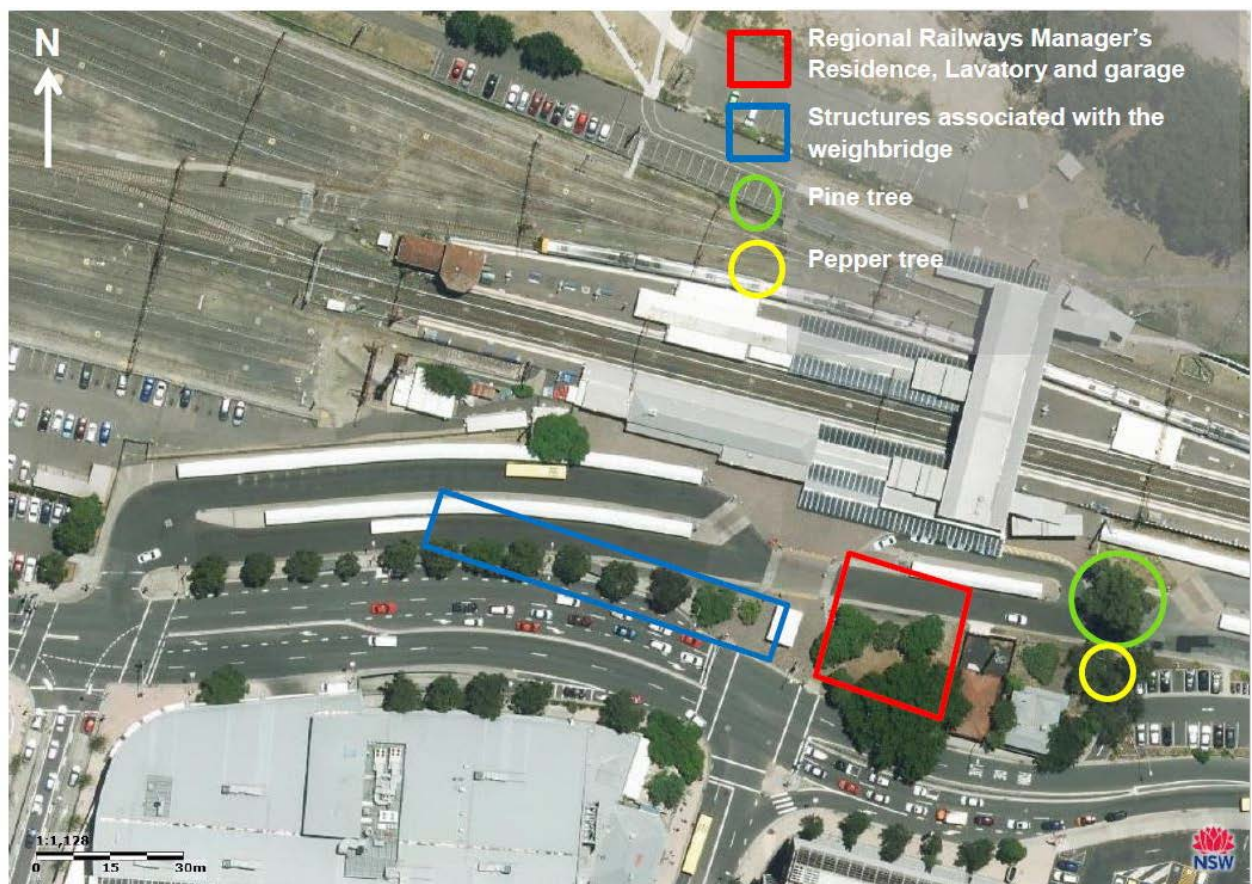 N
Regional Railways Manager's
Residence, Lavatory and garage
Structures associated with the
weighbridge
Pine tree
Pepper tree
1:1,128
0 15 30m
NSW